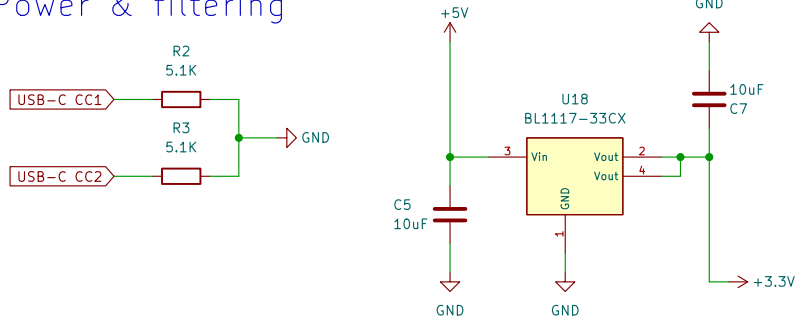 Power & filtering
R2
5.1K
USB-C CC1
R3
5.1K
GND
USB-C CC2
+5V
GND
U18
BL1117-33CX
10uF
C7
3
Vin
Vout
2
Vout
4
GND
1
C5
10uF
GND
GND
+3.3V